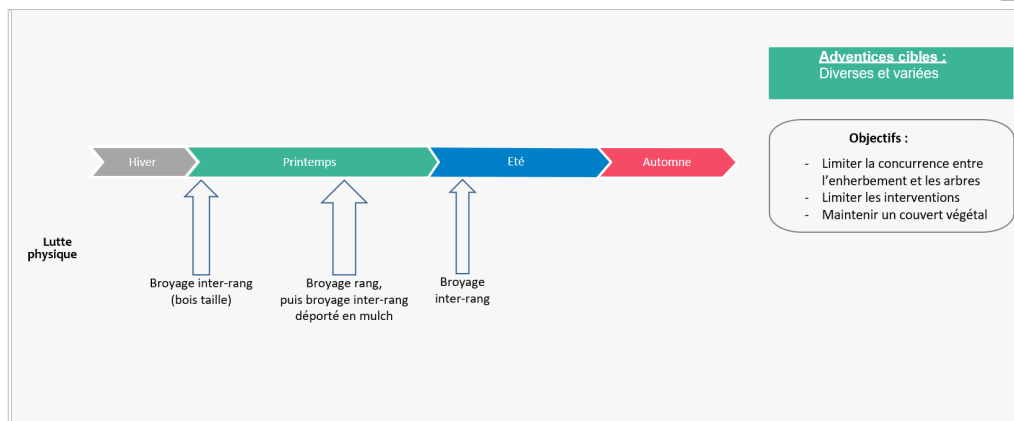 Adventices cibles :
Diverses et variées
Objectifs :
- Limiter la concurrence entre
l’enherbement et les arbres
- Limiter les interventions
- Maintenir un couvert végétal
Hiver
Printemps
Eté
Automne
Lutte
physique
Broyage inter-rang
(bois taille)
Broyage rang,
puis broyage inter-rang
déporté en mulch
Broyage
inter-rang